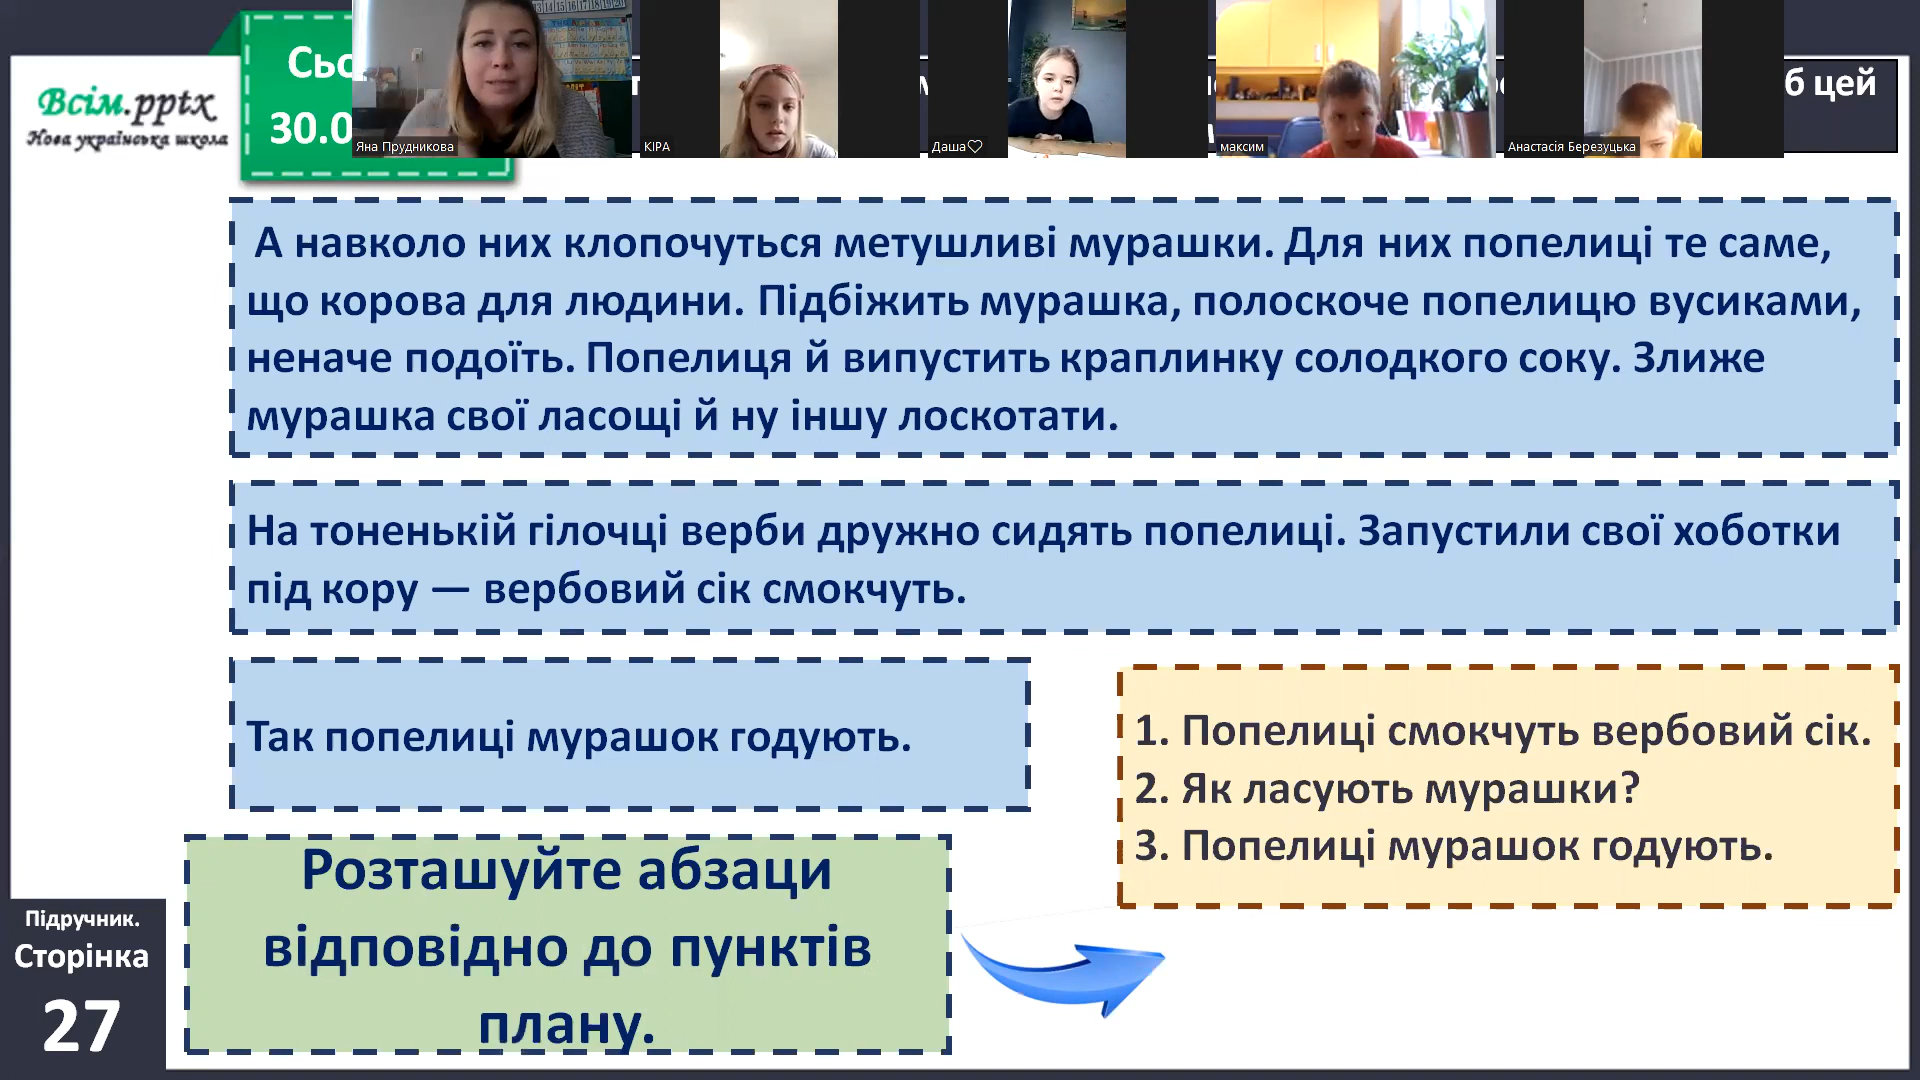 Всім.pptx
Нова українська школа
Сьо
30.0
б цей
Яна Прудникова
КІРА
Даша♡
максим
Анастасія Березуцька
А навколо них клопочуться метушливі мурашки. Для них попелиці те саме,
що корова для людини. Підбіжить мурашка, полоскоче попелицю вусиками,
неначе подоїть. Попелиця й випустить краплинку солодкого соку. Злиже
мурашка свої ласощі й ну іншу лоскотати.
На тоненькій гілочці верби дружно сидять попелиці. Запустили свої хоботки
під кору — вербовий сік смокчуть.
Так попелиці мурашок годують.
1. Попелиці смокчуть вербовий сік.
2. Як ласують мурашки?
3. Попелиці мурашок годують.
Розташуйте абзаци
відповідно до пунктів
плану.
Підручник.
Сторінка
27